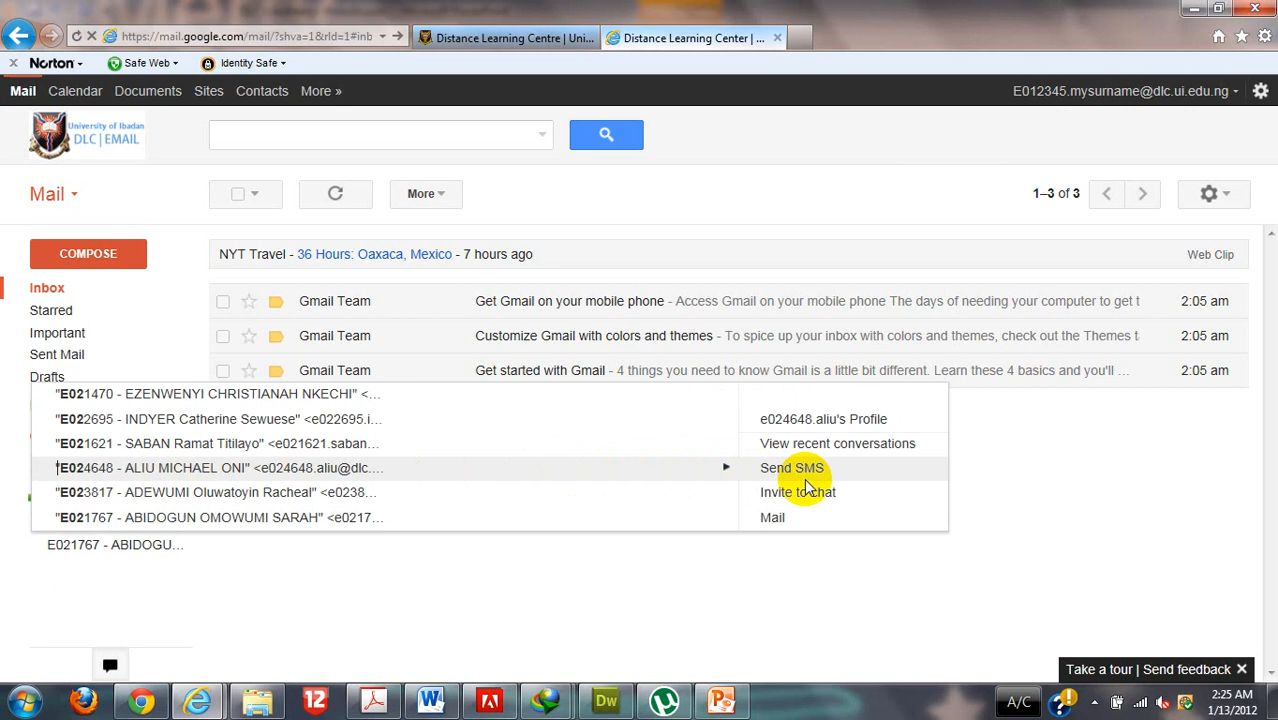 https://mail.google.com/mail/?shva=1&rld=1#inb
Distance Learning Centre | Uni...
Distance Learning Center | ...
x Norton Safe Web Identity Safe
Mail Calendar Documents Sites Contacts More »
E012345.mysurname@dlc.ui.edu.ng
University of Ibadan
DLC | EMAIL
Mail
More
1–3 of 3
COMPOSE
NYT Travel - 36 Hours: Oaxaca, Mexico - 7 hours ago
Web Clip
Inbox
Starred
Important
Sent Mail
Drafts
Gmail Team Get Gmail on your mobile phone - Access Gmail on your mobile phone The days of needing your computer to get t 2:05 am
Gmail Team Customize Gmail with colors and themes - To spice up your inbox with colors and themes, check out the Themes t 2:05 am
Gmail Team Get started with Gmail - 4 things you need to know Gmail is a little bit different. Learn these 4 basics and you'll ... 2:05 am
"E021470 - EZENWENYI CHRISTIANAH NKECHI" <...
"E022695 - INDYER Catherine Sewuese" <e022695.i...
"E021621 - SABAN Ramat Titilayo" <e021621.saban...
"E024648 - ALIU MICHAEL ONI" <e024648.aliu@dlc....
"E023817 - ADEWUMI Oluwatoyin Racheal" <e0238...
"E021767 - ABIDOGUN OMOWUMI SARAH" <e0217...
e024648.aliu's Profile
View recent conversations
Send SMS
Invite to chat
Mail
E021767 - ABIDOGU...
Take a tour | Send feedback
12
W
Dw
P
A/C
2:25 AM
1/13/2012